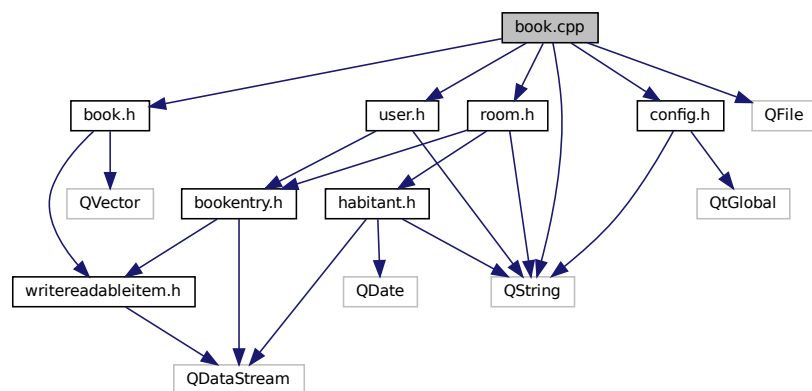 book.cpp
book.h
user.h
room.h
config.h
QFile
QVector
bookentry.h
habitant.h
QtGlobal
writereadableitem.h
QDate
QString
QDataStream